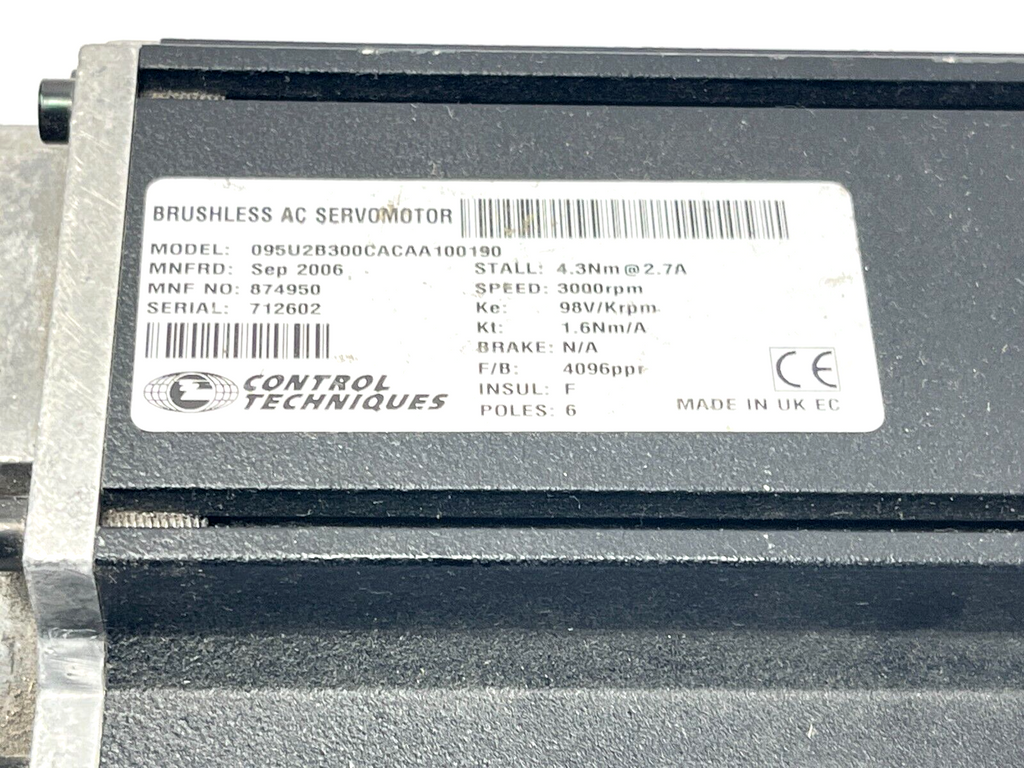 BRUSHLESS AC SERVOMOTOR
MODEL: 095U2B300CACAA100190
MNFRD: Sep 2006
MNF NO: 874950
SERIAL: 712602
STALL: 4.3Nm@2.7A
SPEED: 3000rpm
Ke: 98V/Krpm
Kt: 1.6Nm/A
BRAKE: N/A
F/B: 4096ppr
INSUL: F
POLES: 6
CONTROL
TECHNIQUES
CE
MADE IN UK EC